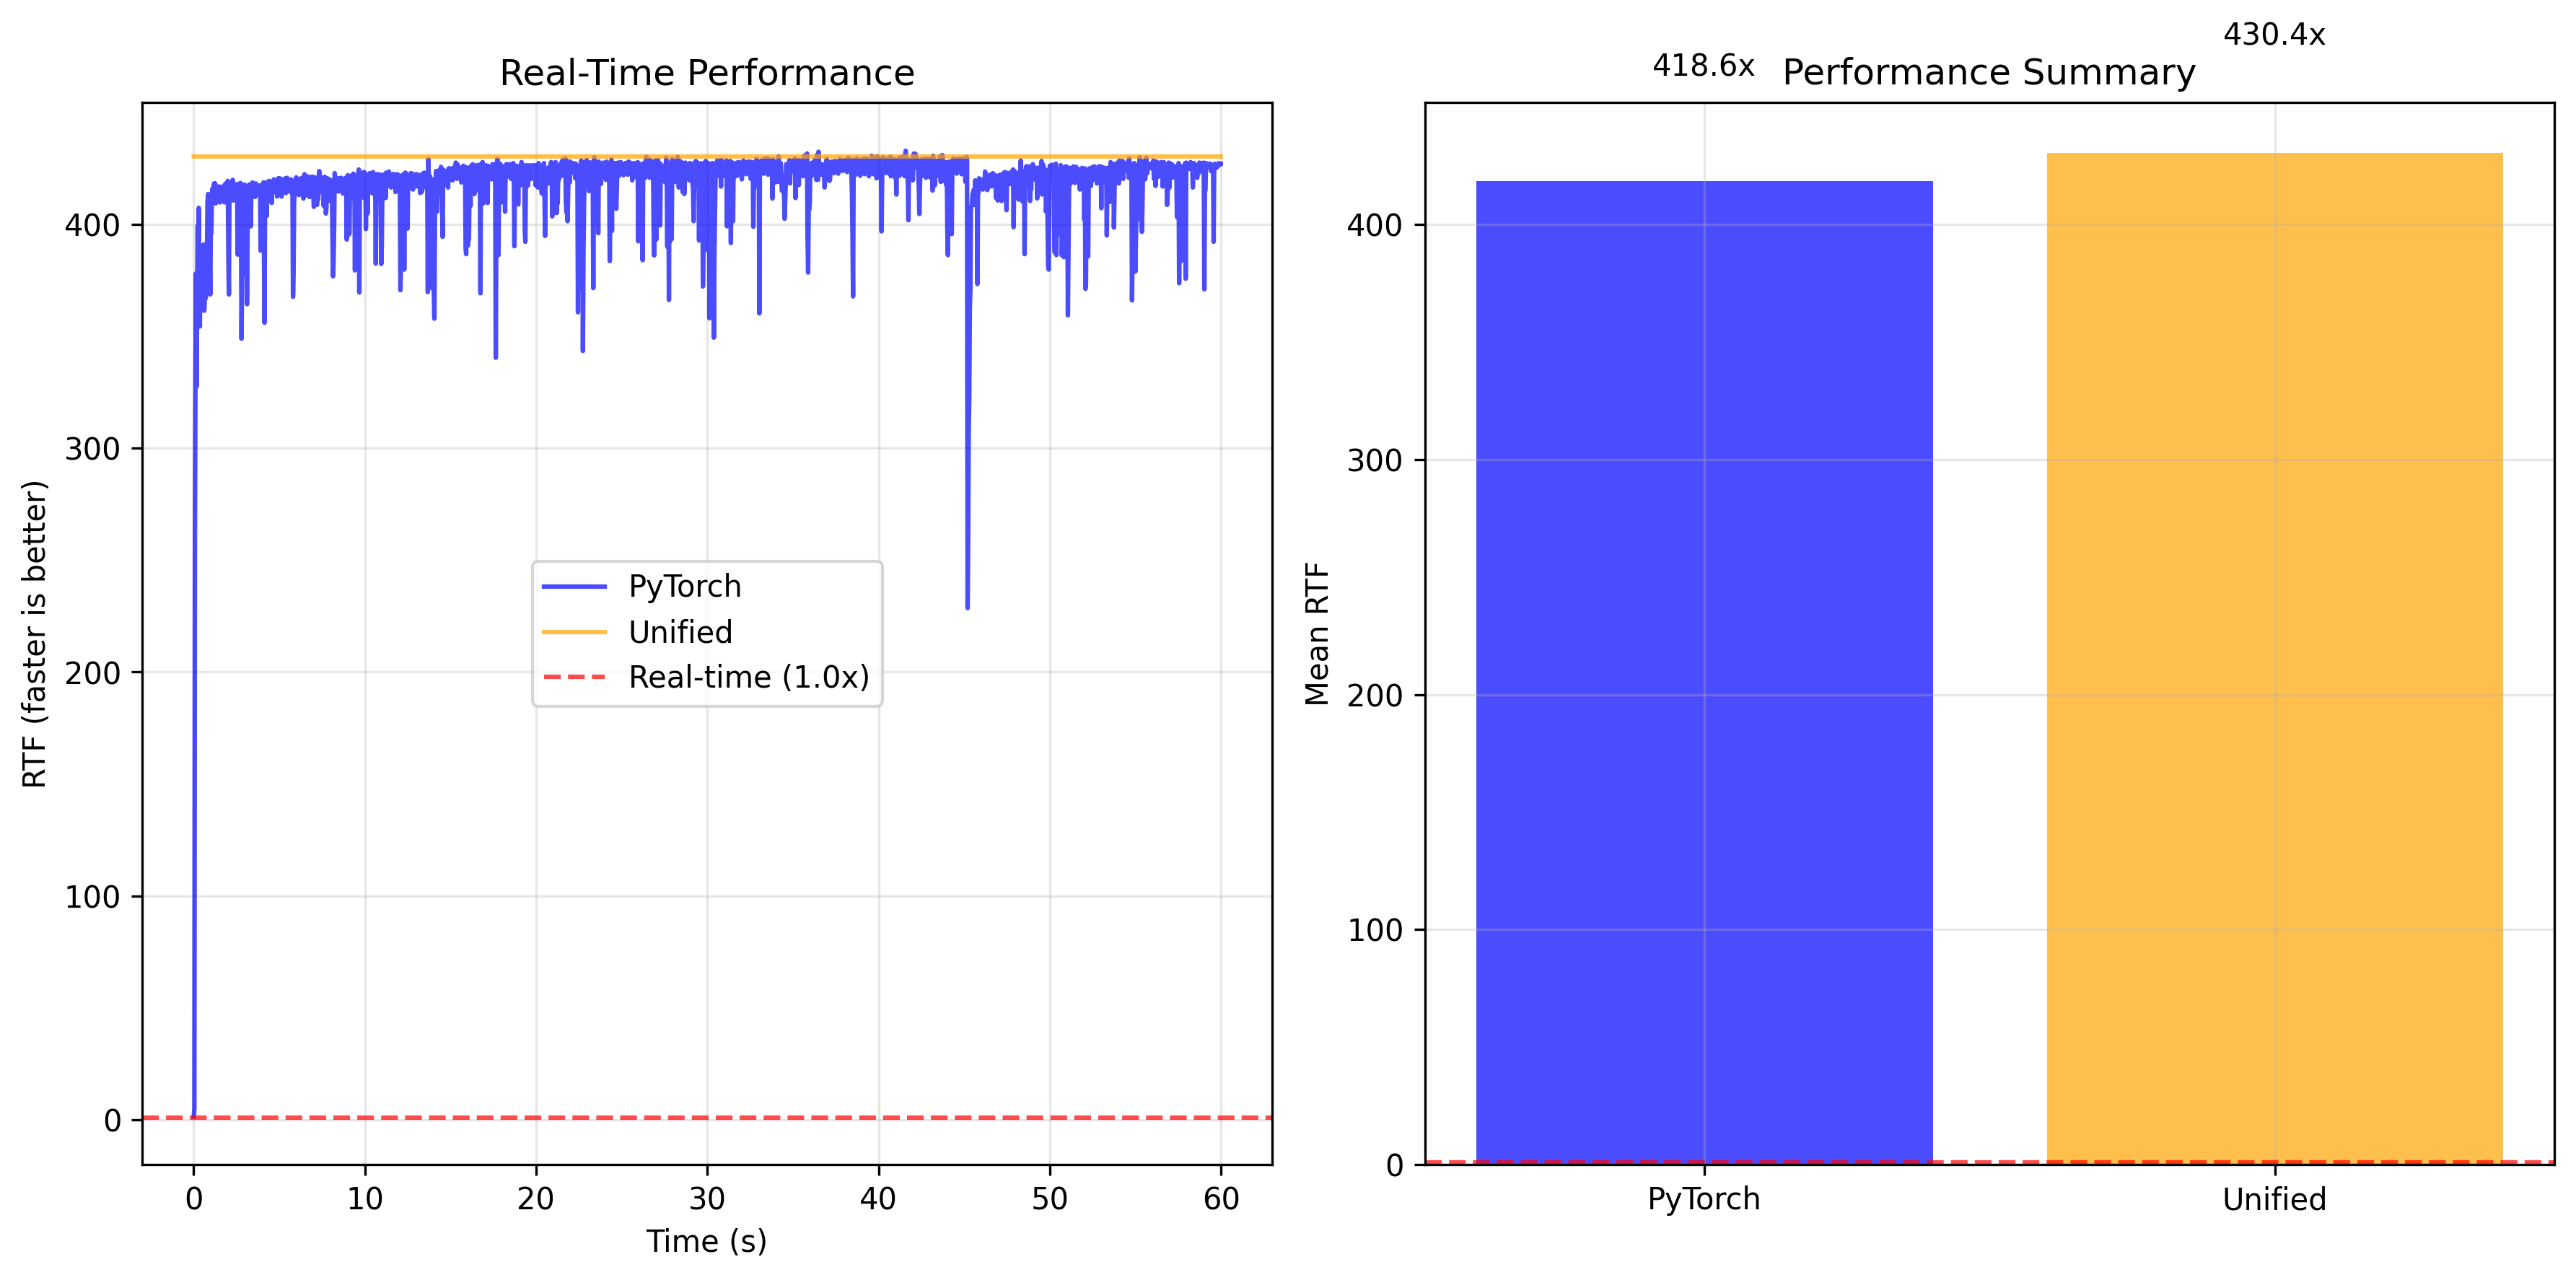 Real-Time Performance
RTF (faster is better)
400
300
200
100
0
PyTorch
Unified
Real-time (1.0x)
0 10 20 30 40 50 60
Time (s)
430.4x
418.6x
Performance Summary
Mean RTF
400
300
200
100
0
PyTorch
Unified